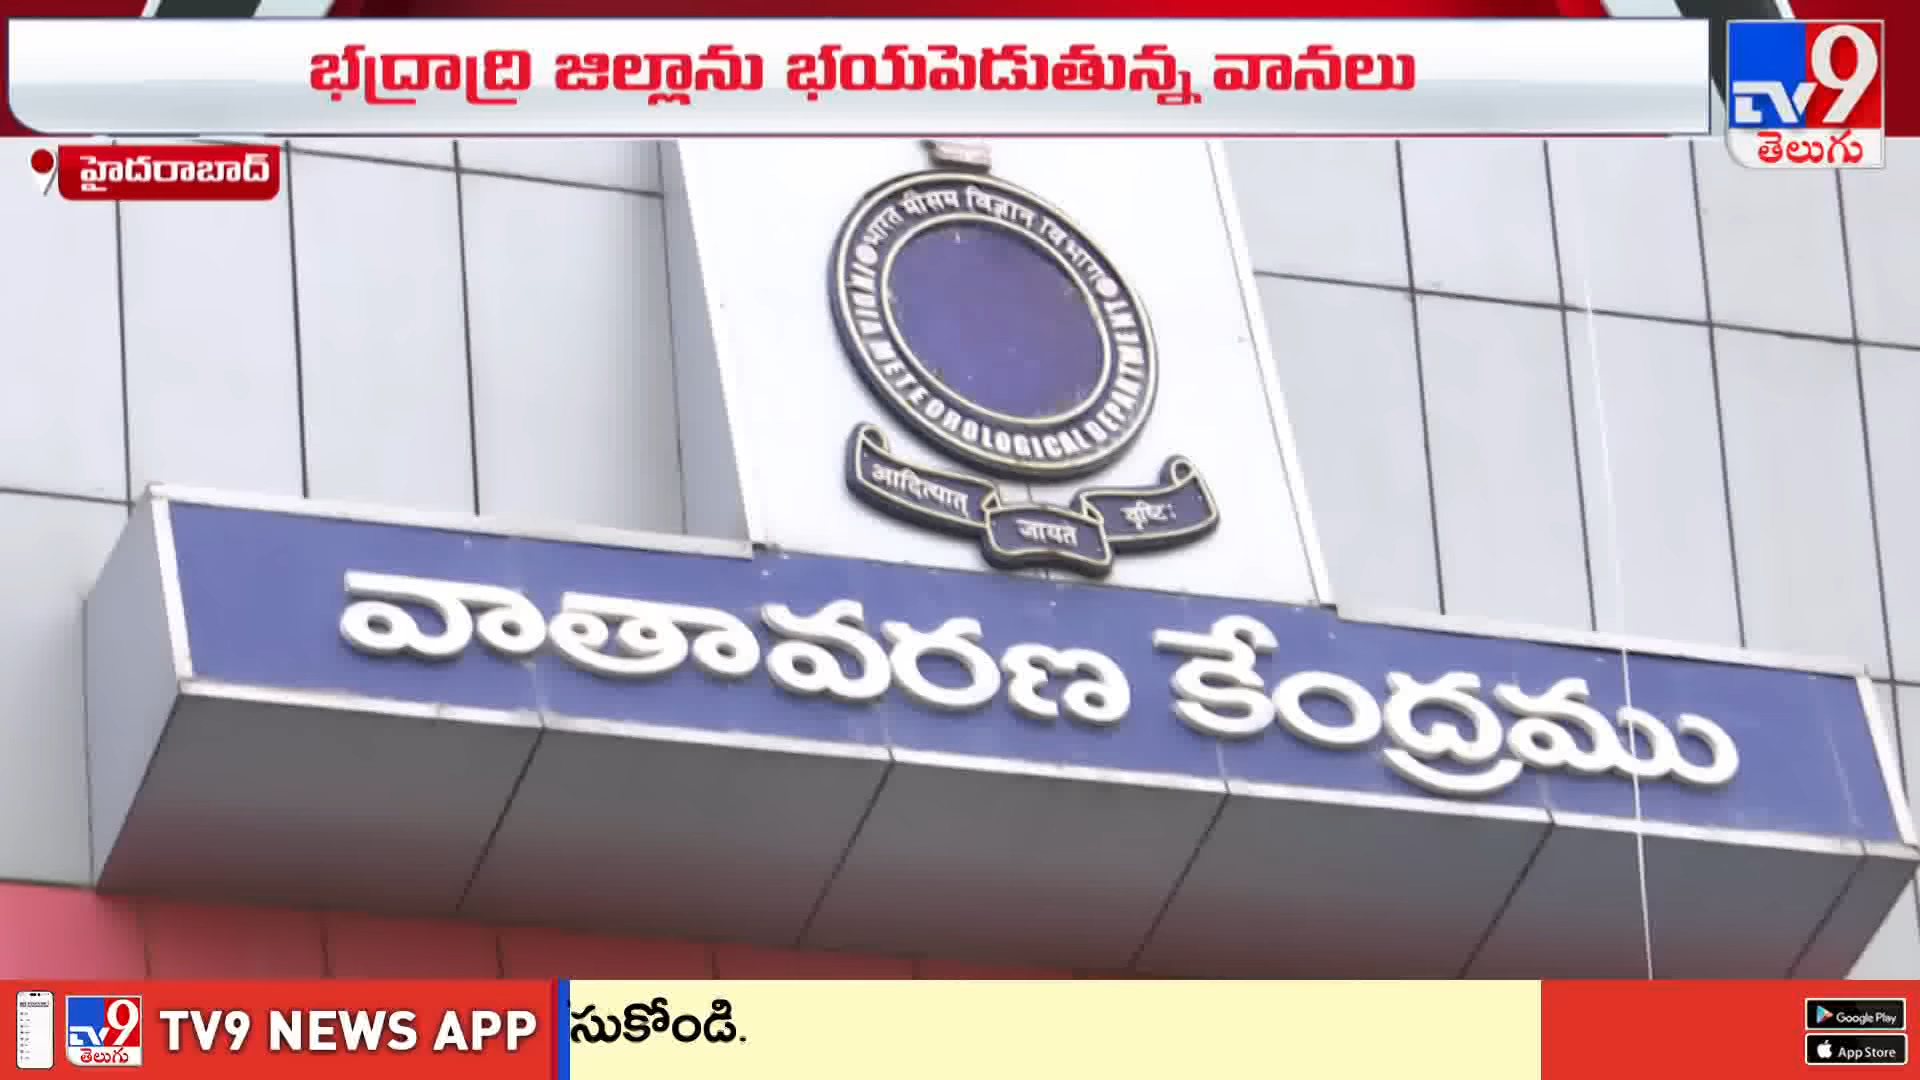 భద్రాద్రి జిల్లాను భయపెడుతున్న వానలు
TV9
తెలుగు
హైదరాబాద్
भारत मौसम विज्ञान विभाग
INDIA METEOROLOGICAL DEPARTMENT
आदित्यात् जायते वृष्टिः
వాతావరణ కేంద్రము
TV9
తెలుగు
TV9 NEWS APP
సుకోండి.
Google Play
App Store